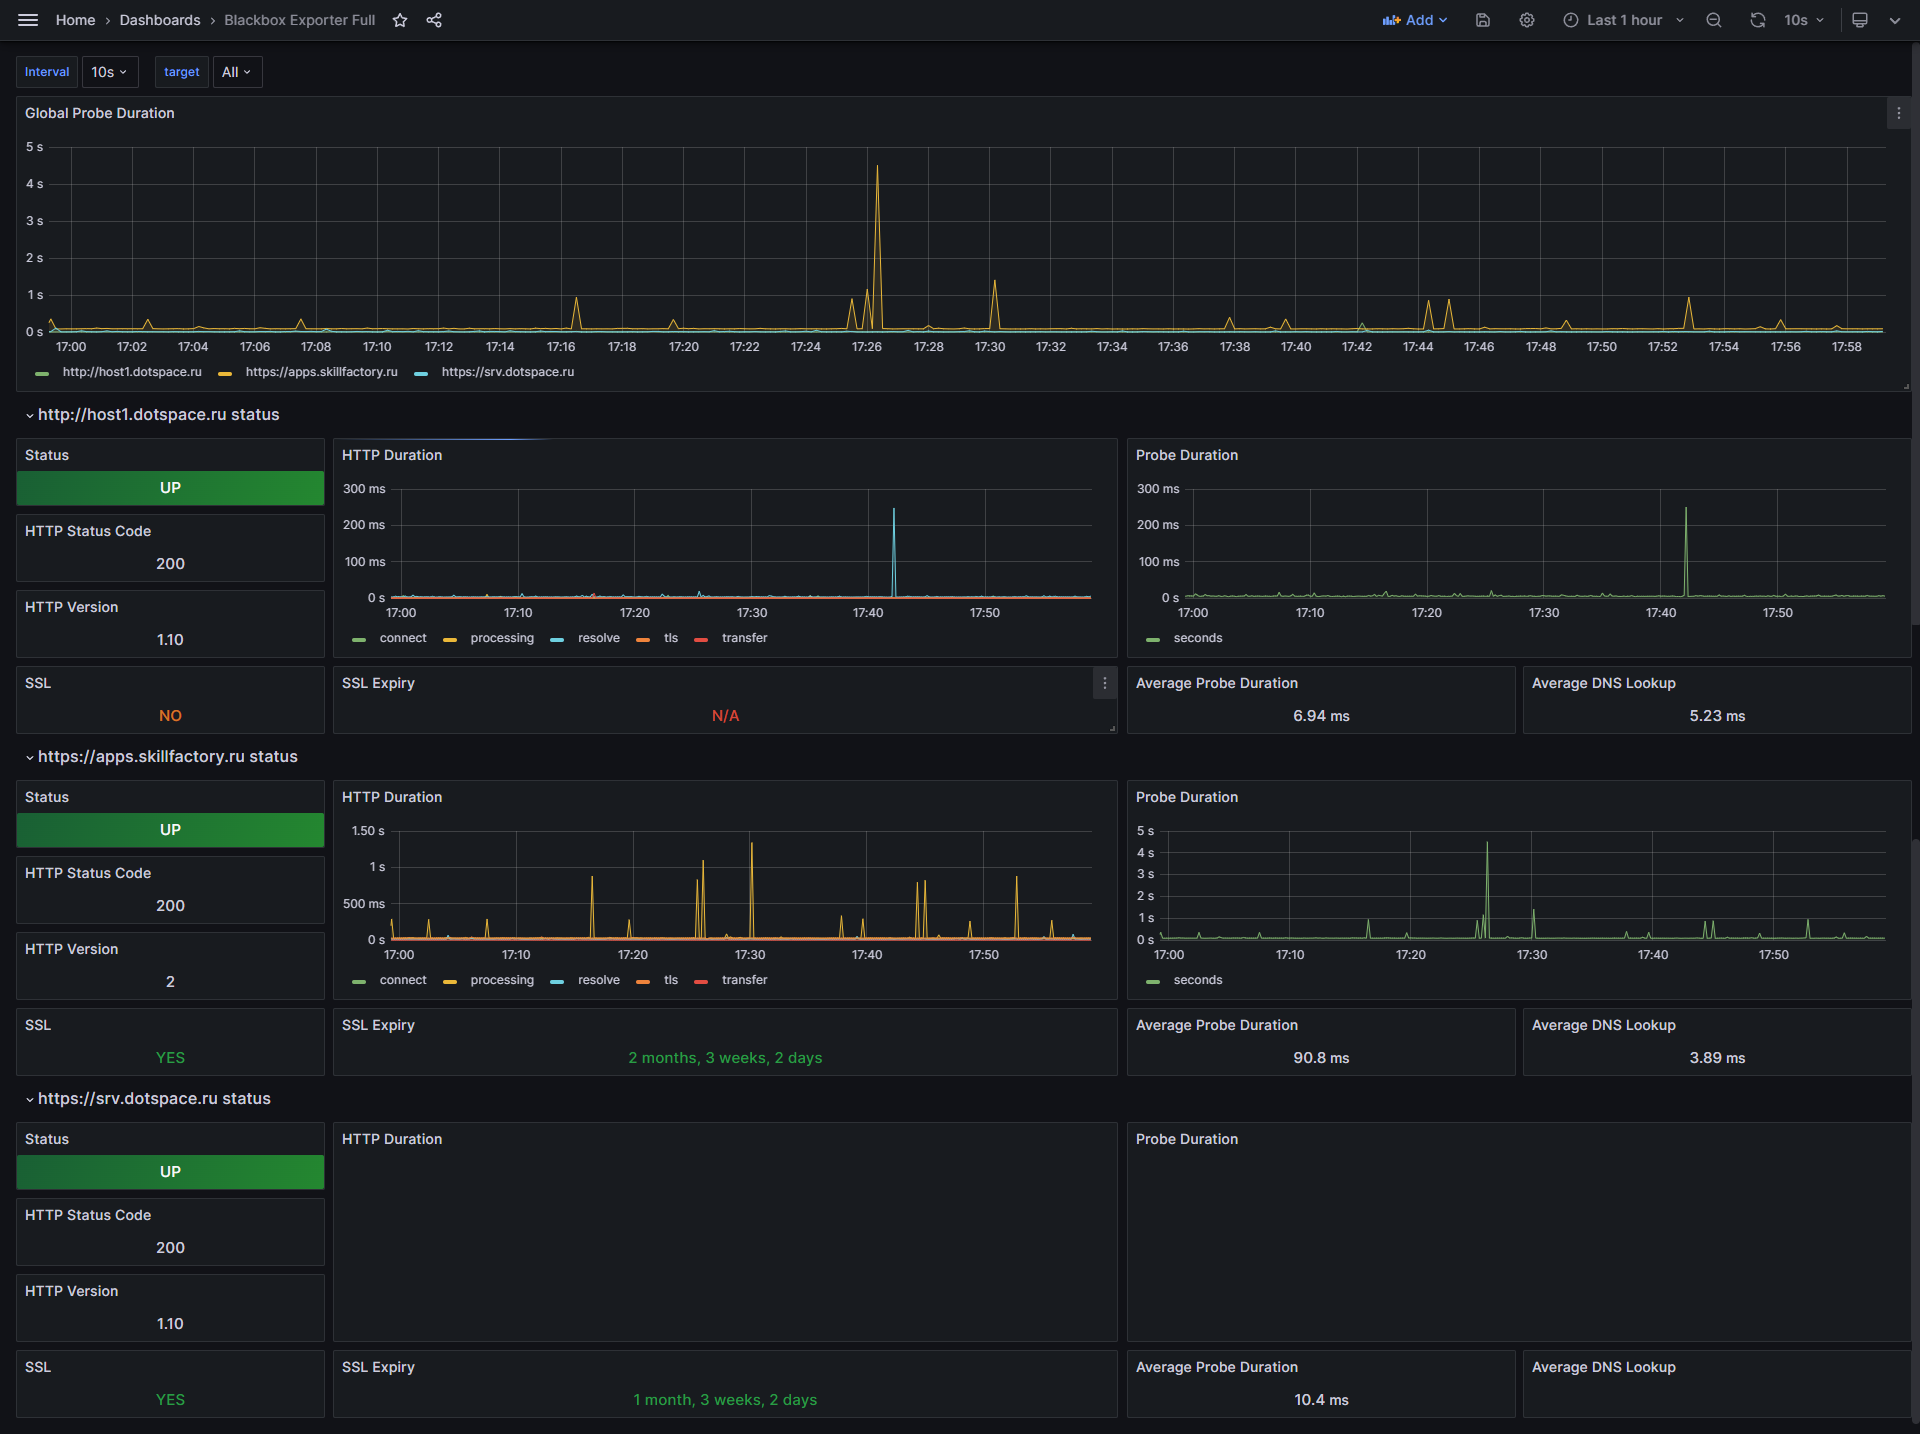 Home › Dashboards › Blackbox Exporter Full Add Last 1 hour 10s
Interval 10s target All
Global Probe Duration
5 s
4 s
3 s
2 s
1 s
0 s
17:00 17:02 17:04 17:06 17:08 17:10 17:12 17:14 17:16 17:18 17:20 17:22 17:24 17:26 17:28 17:30 17:32 17:34 17:36 17:38 17:40 17:42 17:44 17:46 17:48 17:50 17:52 17:54 17:56 17:58
http://host1.dotspace.ru https://apps.skillfactory.ru https://srv.dotspace.ru
http://host1.dotspace.ru status
Status
UP
HTTP Status Code
200
HTTP Version
1.10
HTTP Duration
300 ms
200 ms
100 ms
0 s
17:00 17:10 17:20 17:30 17:40 17:50
connect processing resolve tls transfer
Probe Duration
300 ms
200 ms
100 ms
0 s
17:00 17:10 17:20 17:30 17:40 17:50
seconds
SSL
NO
SSL Expiry
N/A
Average Probe Duration
6.94 ms
Average DNS Lookup
5.23 ms
https://apps.skillfactory.ru status
Status
UP
HTTP Status Code
200
HTTP Version
2
HTTP Duration
1.50 s
1 s
500 ms
0 s
17:00 17:10 17:20 17:30 17:40 17:50
connect processing resolve tls transfer
Probe Duration
5 s
4 s
3 s
2 s
1 s
0 s
17:00 17:10 17:20 17:30 17:40 17:50
seconds
SSL
YES
SSL Expiry
2 months, 3 weeks, 2 days
Average Probe Duration
90.8 ms
Average DNS Lookup
3.89 ms
https://srv.dotspace.ru status
Status
UP
HTTP Status Code
200
HTTP Version
1.10
HTTP Duration
Probe Duration
SSL
YES
SSL Expiry
1 month, 3 weeks, 2 days
Average Probe Duration
10.4 ms
Average DNS Lookup